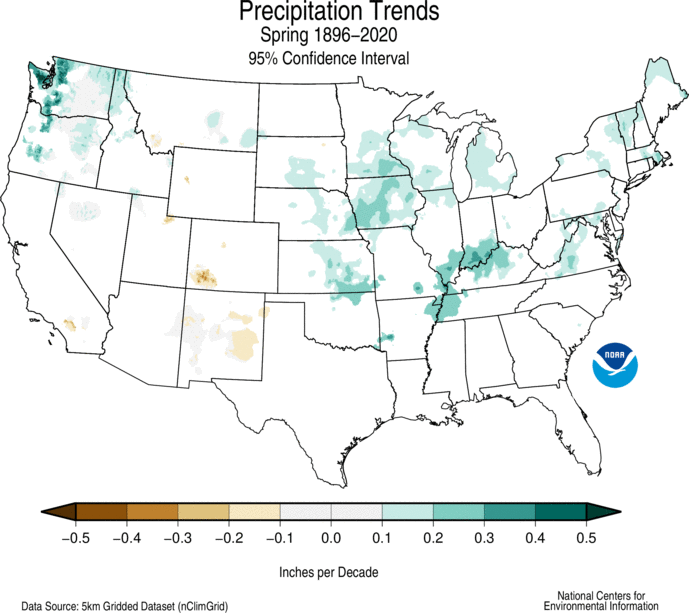 Precipitation Trends
Spring 1896−2020
95% Confidence Interval
NOAA
−0.5 −0.4 −0.3 −0.2 −0.1 0.0 0.1 0.2 0.3 0.4 0.5
Inches per Decade
Data Source: 5km Gridded Dataset (nClimGrid)
National Centers for
Environmental Information